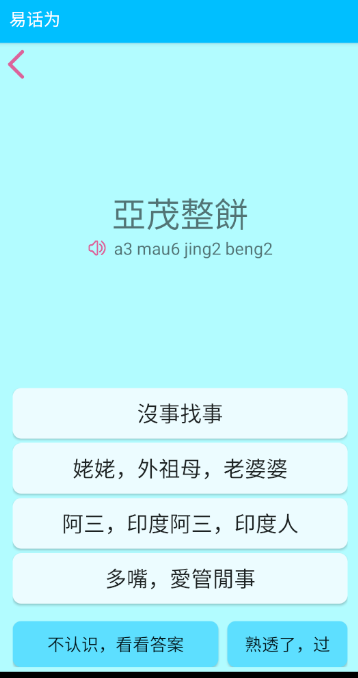 易话为
亞茂整餅
a3 mau6 jing2 beng2
沒事找事
姥姥，外祖母，老婆婆
阿三，印度阿三，印度人
多嘴，愛管閒事
不认识，看看答案
熟透了，过